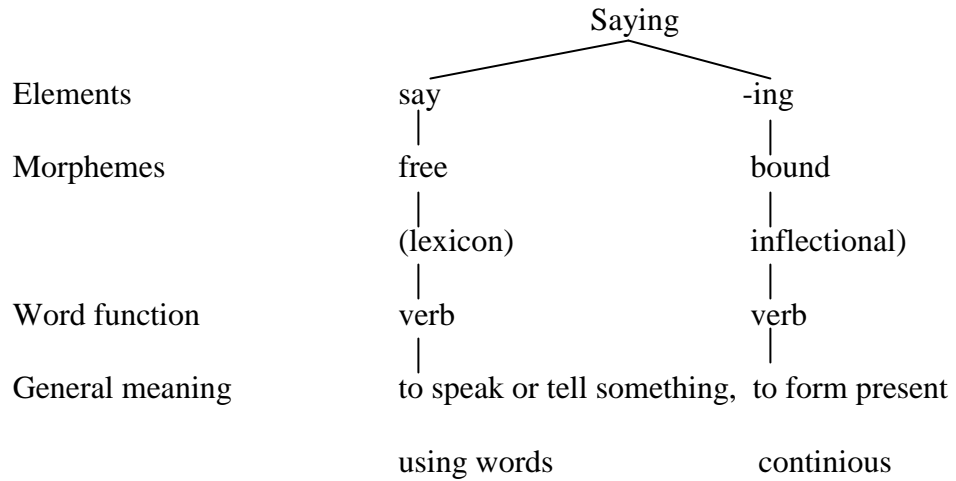 Saying
Elements say -ing
Morphemes free bound
(lexicon) inflectional)
Word function verb verb
General meaning to speak or tell something, to form present
using words continious